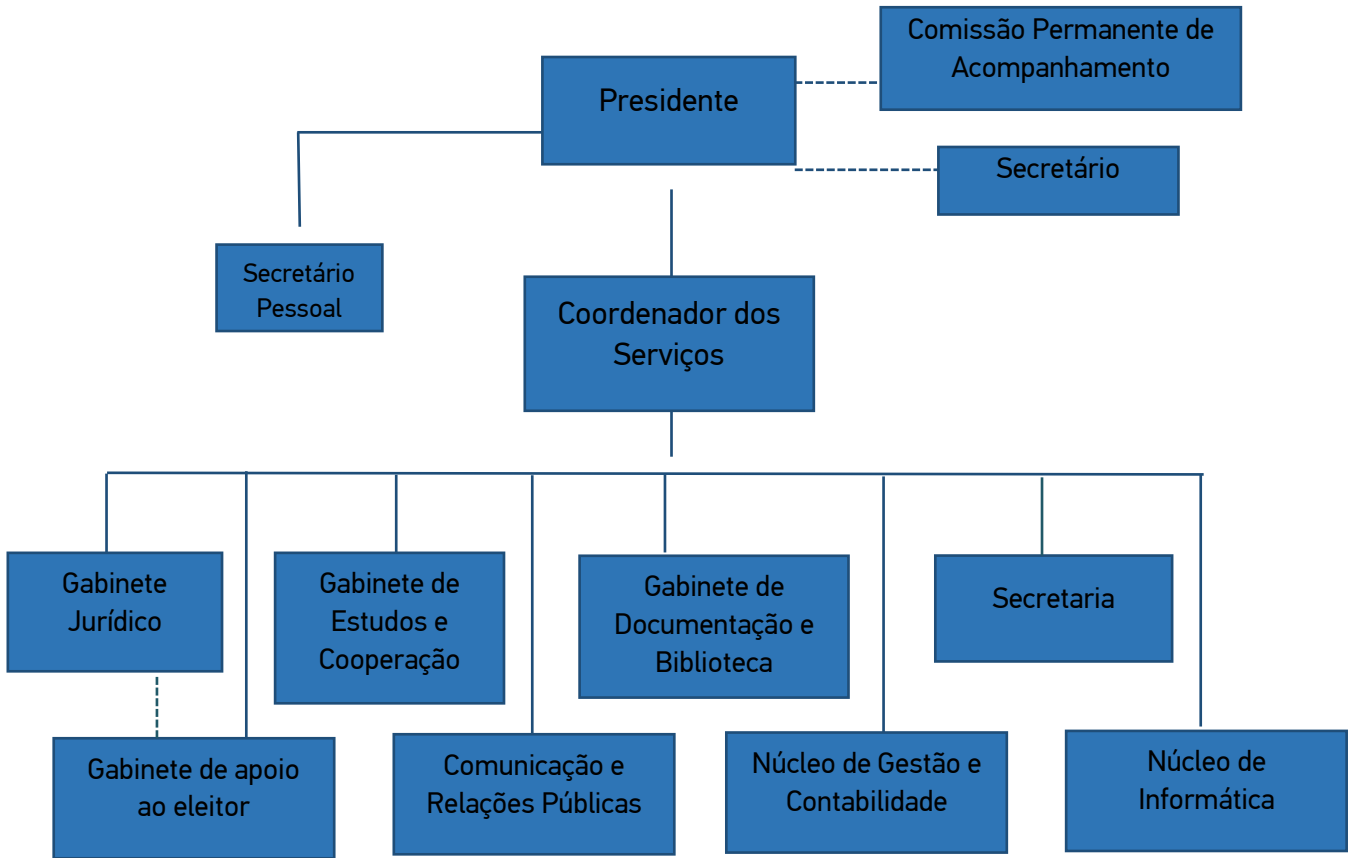 Comissão Permanente de
Acompanhamento
Presidente
Secretário
Secretário
Pessoal
Coordenador dos
Serviços
Gabinete
Jurídico
Gabinete de
Estudos e
Cooperação
Gabinete de
Documentação e
Biblioteca
Secretaria
Gabinete de apoio
ao eleitor
Comunicação e
Relações Públicas
Núcleo de Gestão e
Contabilidade
Núcleo de
Informática